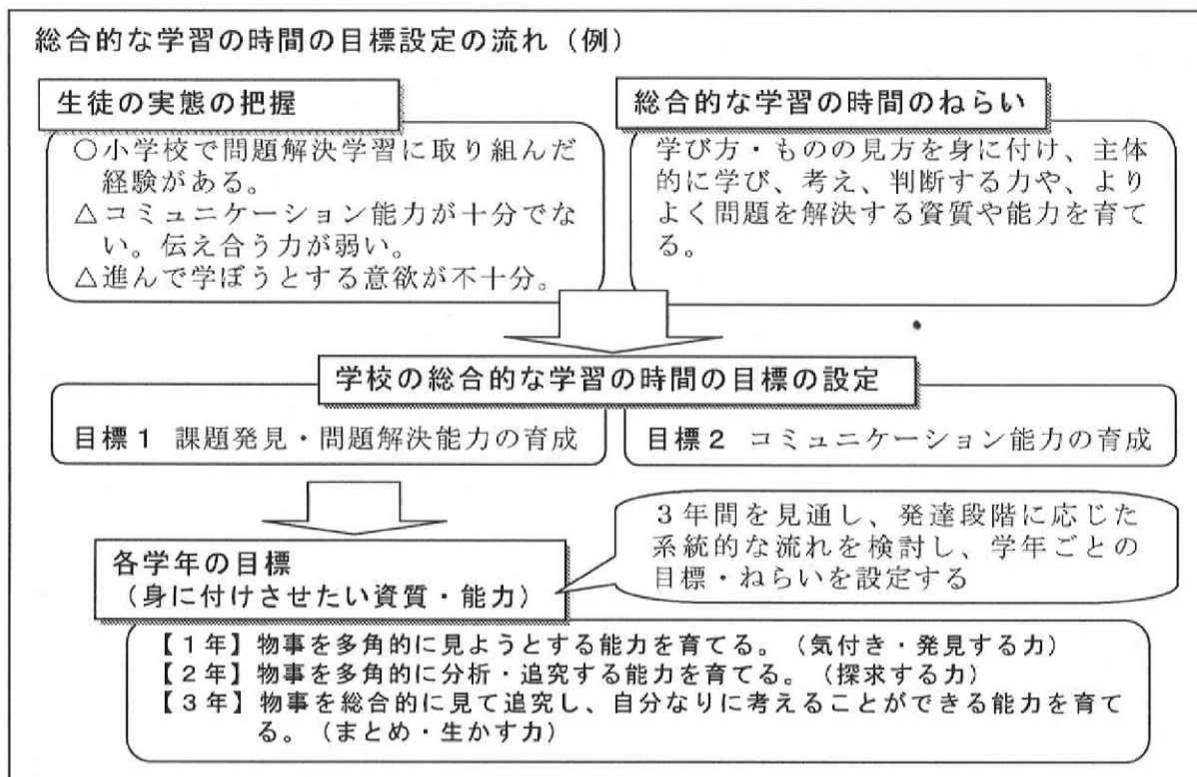 総合的な学習の時間の目標設定の流れ（例）
生徒の実態の把握
○小学校で問題解決学習に取り組んだ
経験がある。
△コミュニケーション能力が十分でな
い。伝え合う力が弱い。
△進んで学ぼうとする意欲が不十分。
総合的な学習の時間のねらい
学び方・ものの見方を身に付け、主体
的に学び、考え、判断する力や、より
よく問題を解決する資質や能力を育て
る。
学校の総合的な学習の時間の目標の設定
目標１ 課題発見・問題解決能力の育成
目標２ コミュニケーション能力の育成
３年間を見通し、発達段階に応じた
系統的な流れを検討し、学年ごとの
目標・ねらいを設定する
各学年の目標
（身に付けさせたい資質・能力）
【１年】物事を多角的に見ようとする能力を育てる。（気付き・発見する力）
【２年】物事を多角的に分析・追究する能力を育てる。（探求する力）
【３年】物事を総合的に見て追究し、自分なりに考えることができる能力を育て
る。（まとめ・生かす力）